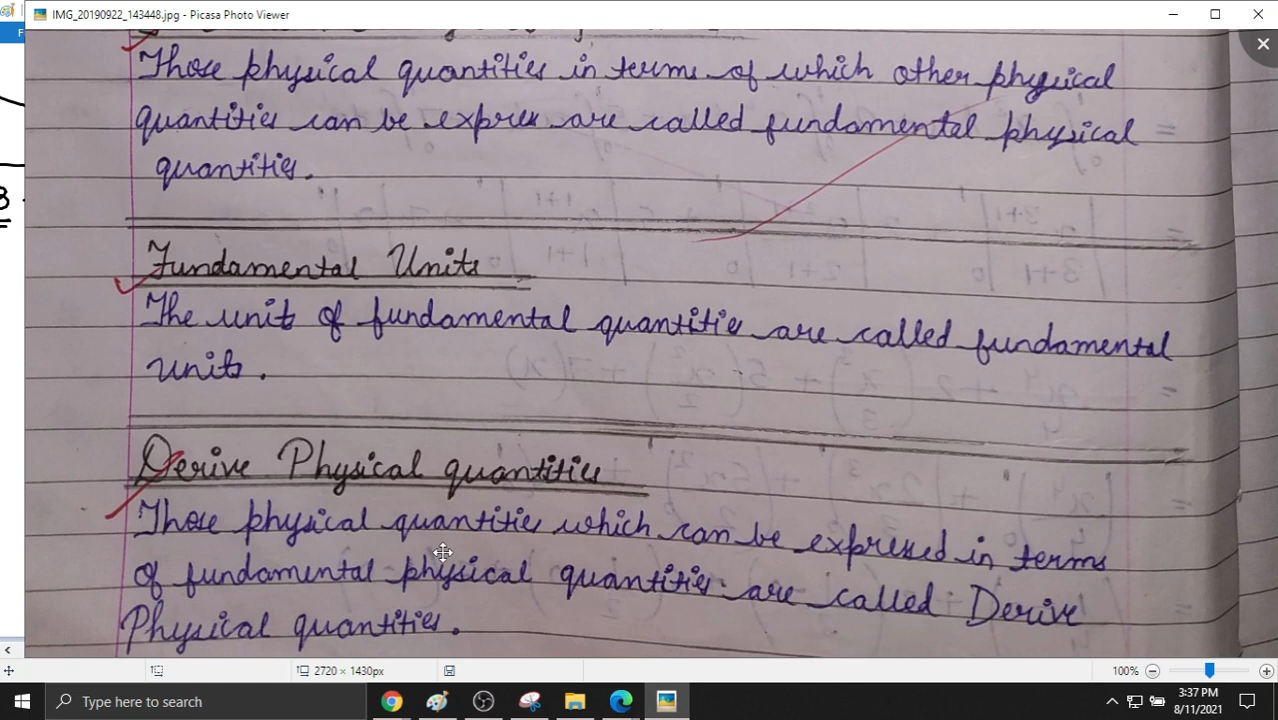 IMG_20190922_143448.jpg - Picasa Photo Viewer
Those physical quantities in terms of which other physical
quantities can be expres are called fundamental physical
quantities.
Fundamental Units
The units of fundamental quantities are called fundamental
units.
Derive Physical quantities
Those physical quantities which can be expressed in terms
of fundamental physical quantities are called Derive
Physical quantities.
2720 × 1430px
100%
Type here to search
3:37 PM
8/11/2021